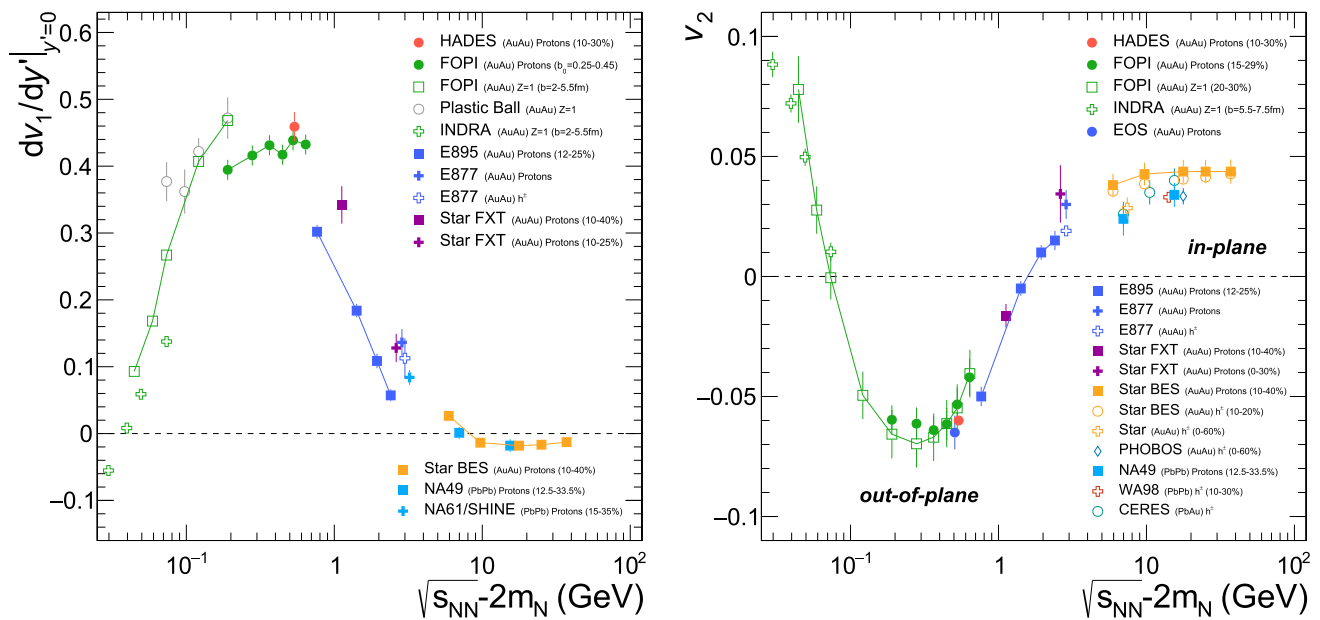 dv₁/dy'|y'=0
0.6
0.5
0.4
0.3
0.2
0.1
0
−0.1
HADES (AuAu) Protons (10-30%)
FOPI (AuAu) Protons (b₀=0.25-0.45)
FOPI (AuAu) Z=1 (b=2-5.5fm)
Plastic Ball (AuAu) Z=1
INDRA (AuAu) Z=1 (b=2-5.5fm)
E895 (AuAu) Protons (12-25%)
E877 (AuAu) Protons
E877 (AuAu) h±
Star FXT (AuAu) Protons (10-40%)
Star FXT (AuAu) Protons (10-25%)
Star BES (AuAu) Protons (10-40%)
NA49 (PbPb) Protons (12.5-33.5%)
NA61/SHINE (PbPb) Protons (15-35%)
10⁻¹ 1 10 10²
√sNN-2mN (GeV)
v₂
0.1
0.05
0
−0.05
−0.1
HADES (AuAu) Protons (10-30%)
FOPI (AuAu) Protons (15-29%)
FOPI (AuAu) Z=1 (20-30%)
INDRA (AuAu) Z=1 (b=5.5-7.5fm)
EOS (AuAu) Protons
in-plane
E895 (AuAu) Protons (12-25%)
E877 (AuAu) Protons
E877 (AuAu) h±
Star FXT (AuAu) Protons (10-40%)
Star FXT (AuAu) Protons (0-30%)
Star BES (AuAu) Protons (10-40%)
Star BES (AuAu) h± (10-20%)
Star (AuAu) h± (0-60%)
PHOBOS (AuAu) h± (0-60%)
NA49 (PbPb) Protons (12.5-33.5%)
WA98 (PbPb) h± (10-30%)
CERES (PbAu) h±
out-of-plane
10⁻¹ 1 10 10²
√sNN-2mN (GeV)